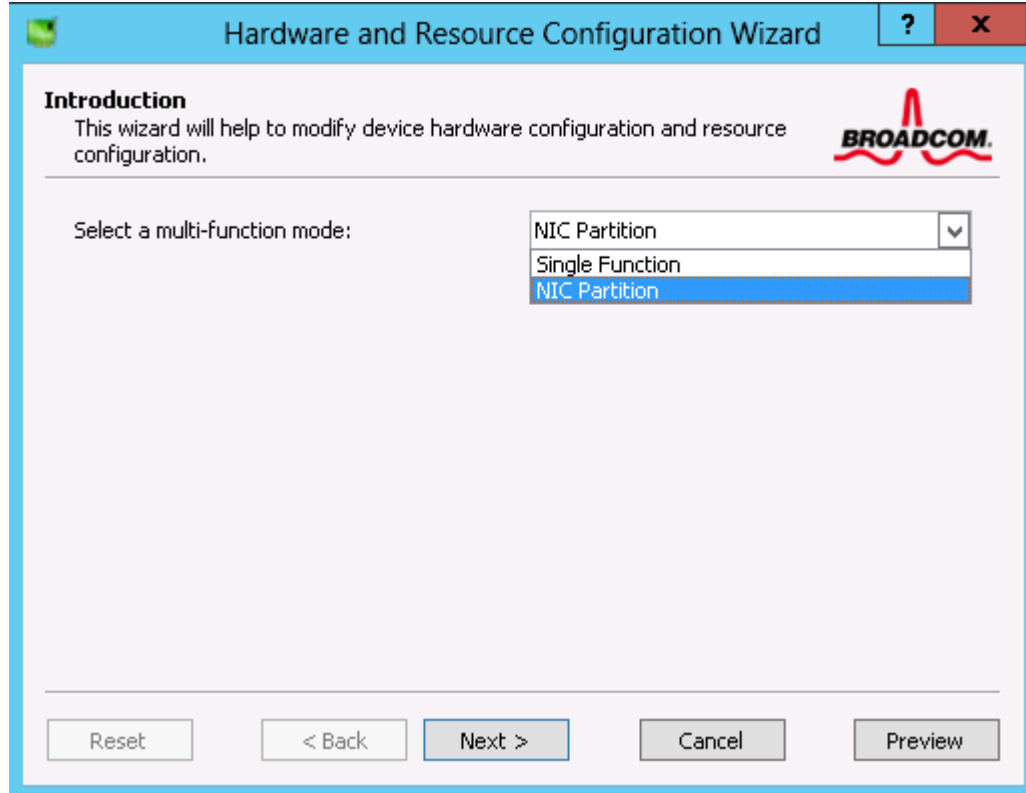 Hardware and Resource Configuration Wizard
?
x
Introduction
This wizard will help to modify device hardware configuration and resource
configuration.
BROADCOM.
Select a multi-function mode:
NIC Partition
Single Function
NIC Partition
Reset
< Back
Next >
Cancel
Preview